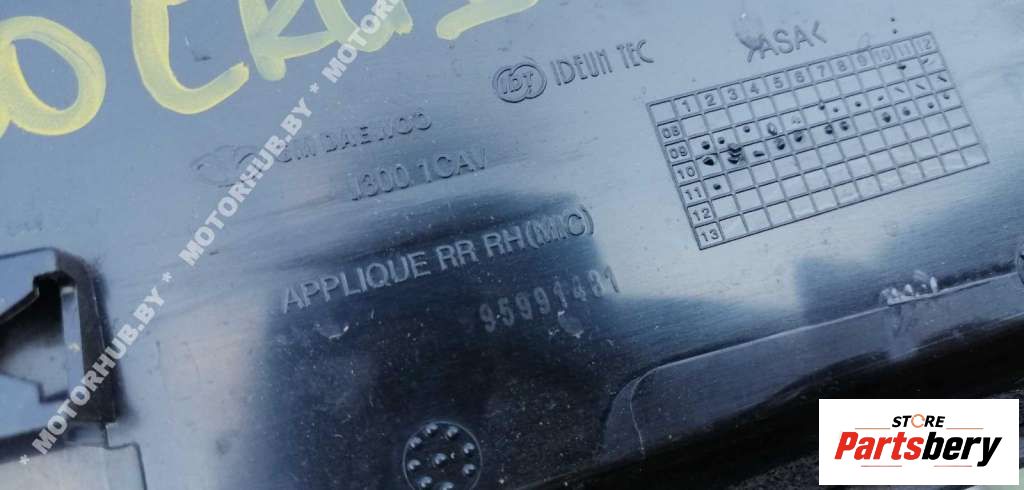 IDEUN TEC
>ASA<
1 2 3 4 5 6 7 8 9 10 11 12
08
09
10
11
12
13
GM DAEWOO
J300 1CAV
APPLIQUE RR RH(MIC)
95991481
* MOTORHUB.BY * MOTORHUB.BY * MOTORHUB.BY * MOTOR
STORE
Partsbery